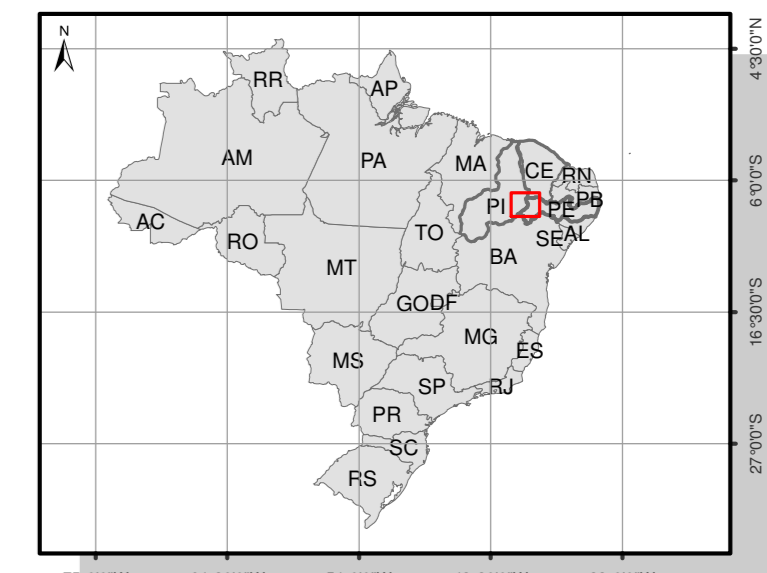 N
4°30'0"N
RR
AP
AM
PA
MA
CE
RN
6°0'0"S
PI
PE
PB
AC
RO
TO
SE
AL
MT
BA
GO
DF
16°30'0"S
MG
MS
ES
SP
RJ
PR
SC
27°0'0"S
RS